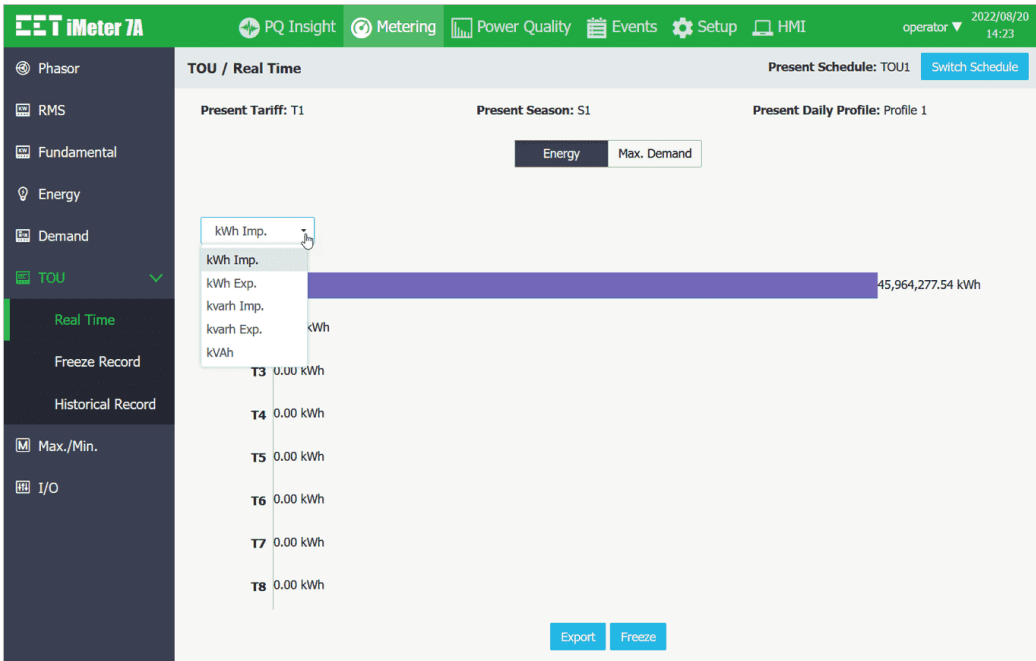 CET iMeter 7A
PQ Insight
Metering
Power Quality
Events
Setup
HMI
operator ▼
2022/08/20
14:23
Phasor
RMS
Fundamental
Energy
Demand
TOU
Real Time
Freeze Record
Historical Record
Max./Min.
I/O
TOU / Real Time
Present Schedule: TOU1
Switch Schedule
Present Tariff: T1
Present Season: S1
Present Daily Profile: Profile 1
Energy
Max. Demand
kWh Imp.
kWh Imp.
kWh Exp.
kvarh Imp.
kvarh Exp.
kVAh
45,964,277.54 kWh
kWh
T3 0.00 kWh
T4 0.00 kWh
T5 0.00 kWh
T6 0.00 kWh
T7 0.00 kWh
T8 0.00 kWh
Export
Freeze